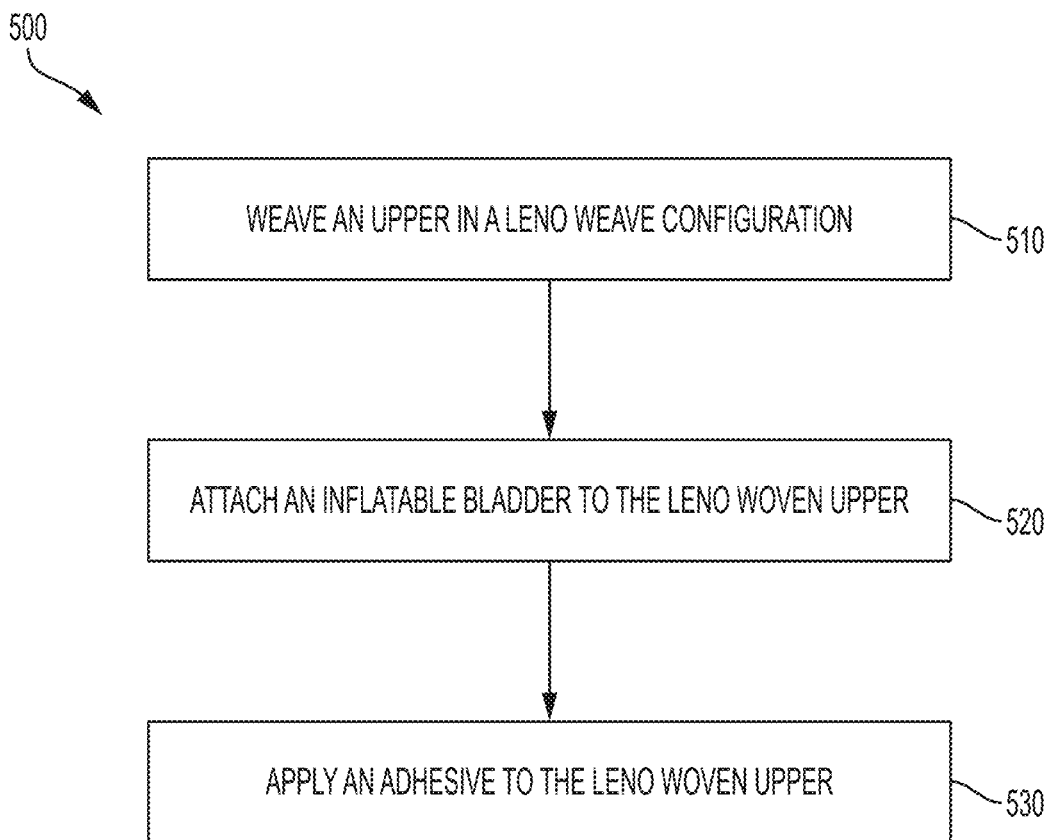 500
WEAVE AN UPPER IN A LENO WEAVE CONFIGURATION
510
ATTACH AN INFLATABLE BLADDER TO THE LENO WOVEN UPPER
520
APPLY AN ADHESIVE TO THE LENO WOVEN UPPER
530